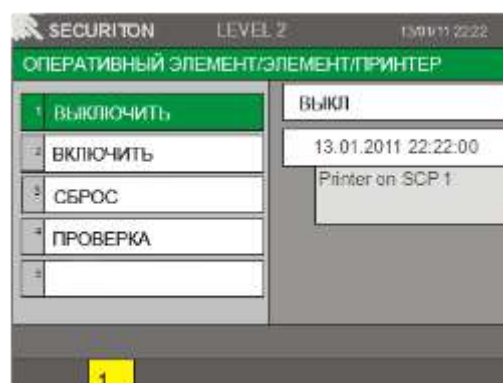 SECURITON LEVEL 2 13/01/11 22:22
ОПЕРАТИВНЫЙ ЭЛЕМЕНТ/ЭЛЕМЕНТ/ПРИНТЕР
1 ВЫКЛЮЧИТЬ
2 ВКЛЮЧИТЬ
3 СБРОС
4 ПРОВЕРКА
5
ВЫКЛ
13.01.2011 22:22:00
Printer on SCP 1
1